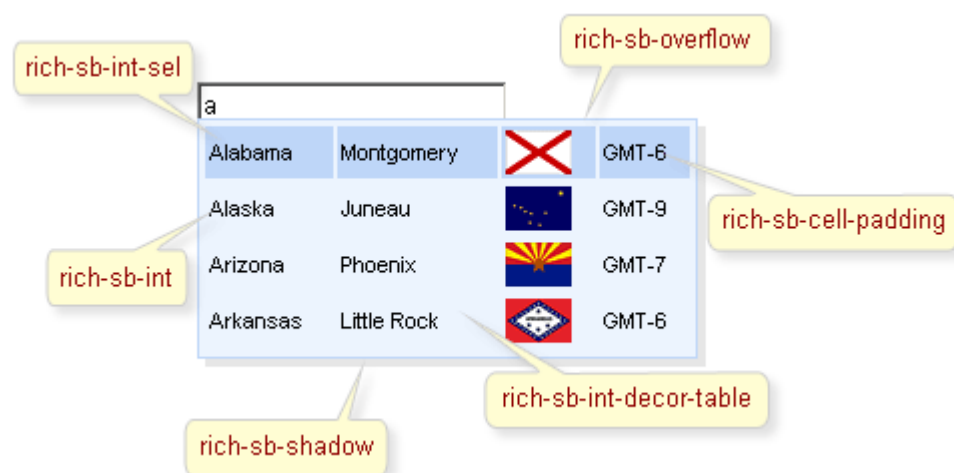 rich-sb-overflow
rich-sb-int-sel
a
Alabama Montgomery GMT-6
Alaska Juneau GMT-9
rich-sb-cell-padding
rich-sb-int
Arizona Phoenix GMT-7
Arkansas Little Rock GMT-6
rich-sb-int-decor-table
rich-sb-shadow